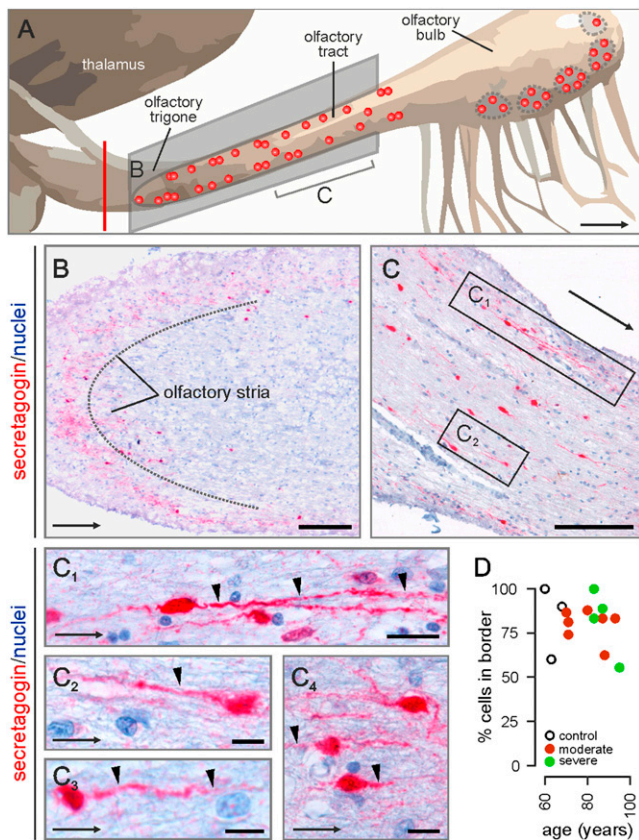 A
thalamus
olfactory
trigone
olfactory
tract
olfactory
bulb
B
C
secretagogin/nuclei
B
olfactory stria
C
C1
C2
secretagogin/nuclei
C1
C2
C3
C4
D
% cells in border
100
75
50
25
0
control
moderate
severe
60
80
100
age (years)